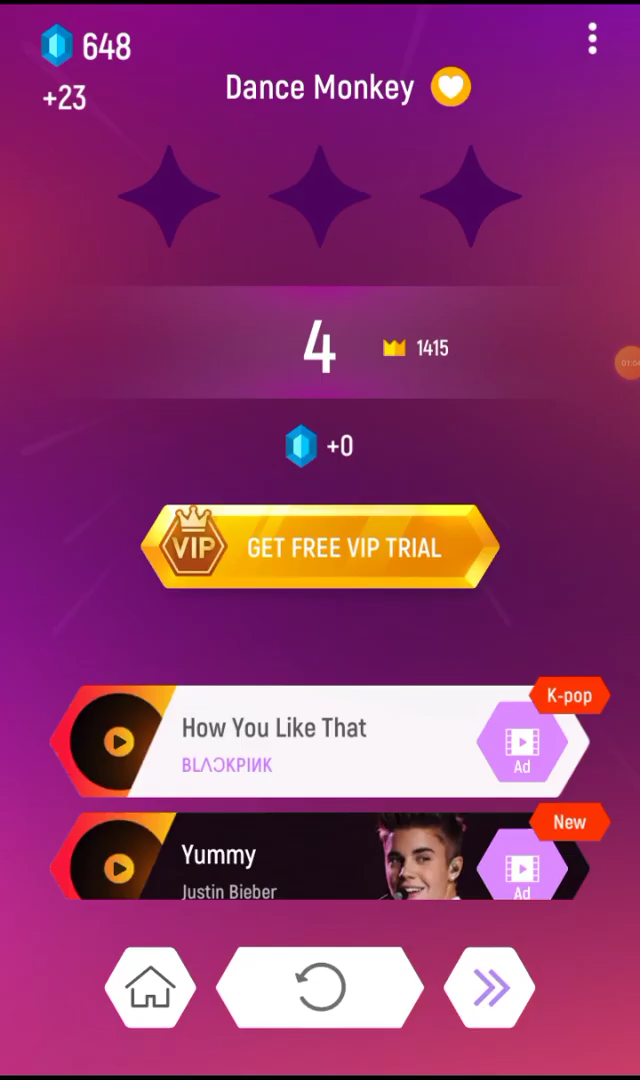 648
+23
Dance Monkey
4
1415
+0
VIP
GET FREE VIP TRIAL
K-pop
How You Like That
BLɅƆKPIИK
Ad
New
Yummy
Justin Bieber
Ad